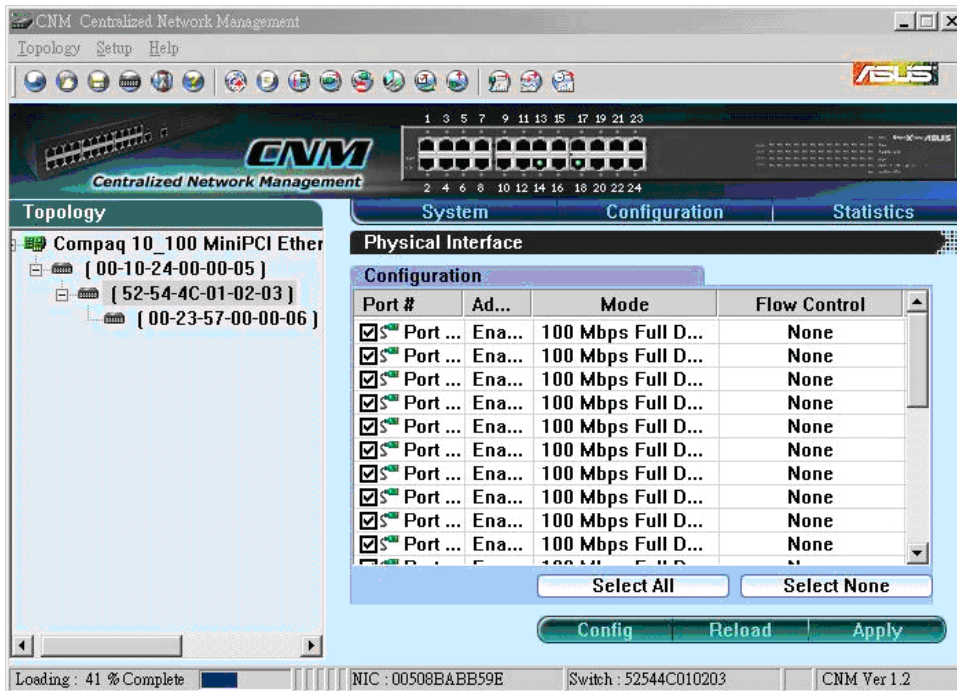 CNM Centralized Network Management
Topology Setup Help
ASUS
1 3 5 7 9 11 13 15 17 19 21 23
CNM
Centralized Network Management
2 4 6 8 10 12 14 16 18 20 22 24
Topology
System Configuration Statistics
Compaq 10_100 MiniPCI Ether
( 00-10-24-00-00-05 )
( 52-54-4C-01-02-03 )
( 00-23-57-00-00-06 )
Physical Interface
Configuration
Port # Ad... Mode Flow Control
Port ... Ena... 100 Mbps Full D... None
Port ... Ena... 100 Mbps Full D... None
Port ... Ena... 100 Mbps Full D... None
Port ... Ena... 100 Mbps Full D... None
Port ... Ena... 100 Mbps Full D... None
Port ... Ena... 100 Mbps Full D... None
Port ... Ena... 100 Mbps Full D... None
Port ... Ena... 100 Mbps Full D... None
Port ... Ena... 100 Mbps Full D... None
Port ... Ena... 100 Mbps Full D... None
Select All Select None
Config Reload Apply
Loading : 41 % Complete NIC : 00508BABB59E Switch : 52544C010203 CNM Ver 1.2